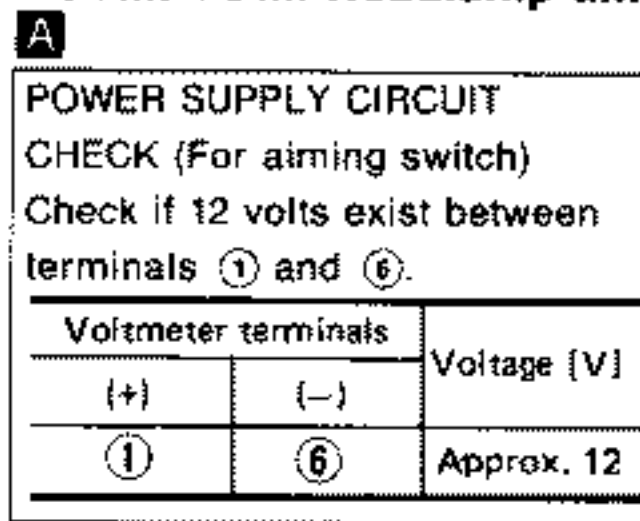 A
POWER SUPPLY CIRCUIT
CHECK (For aiming switch)
Check if 12 volts exist between
terminals ① and ⑥.
Voltmeter terminals
Voltage [V]
(+) (−)
① ⑥ Approx. 12